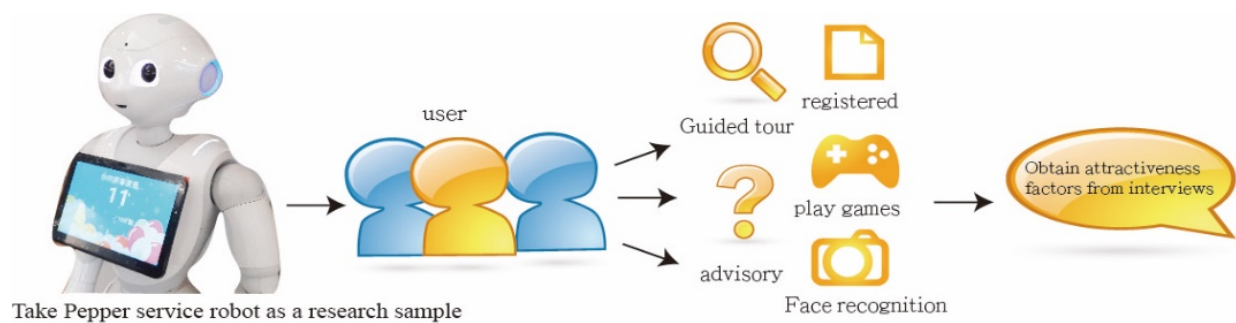 user
Guided tour
registered
advisory
play games
Face recognition
Obtain attractiveness
factors from interviews
11
Take Pepper service robot as a research sample